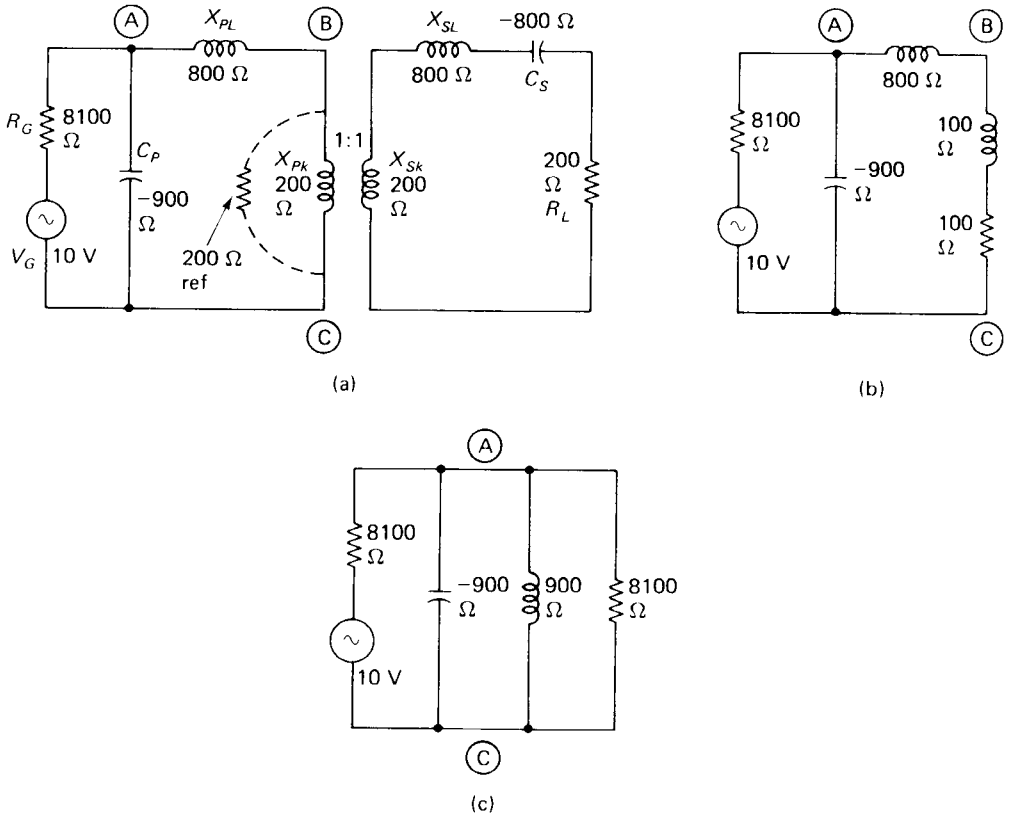 A
X_PL
800 Ω
B
R_G
8100
Ω
C_P
-900
Ω
V_G
10 V
X_Pk
200
Ω
200 Ω
ref
1:1
C
X_SL
800 Ω
-800 Ω
C_S
X_Sk
200
Ω
200
Ω
R_L
(a)
A
800 Ω
B
8100
Ω
-900
Ω
100
Ω
100
Ω
10 V
C
(b)
A
8100
Ω
-900
Ω
900
Ω
8100
Ω
10 V
C
(c)